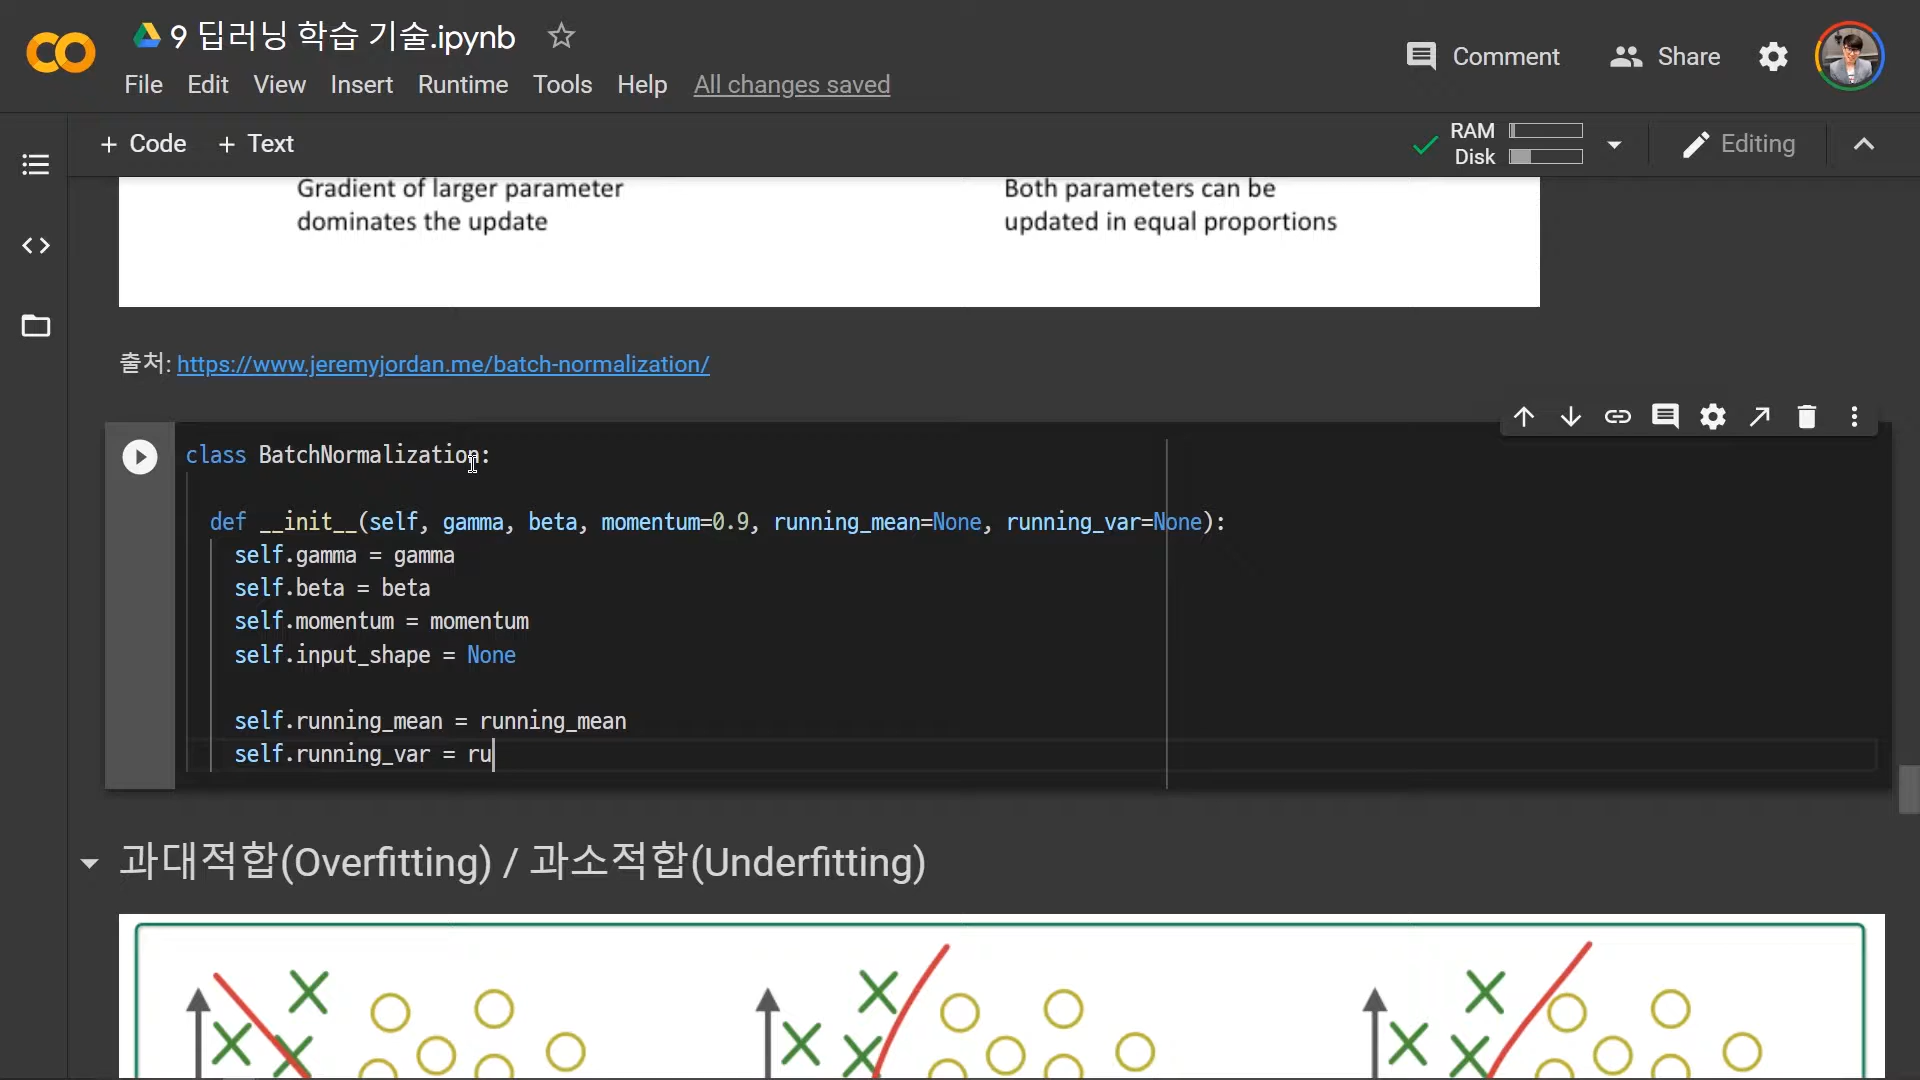 9 딥러닝 학습 기술.ipynb
File Edit View Insert Runtime Tools Help All changes saved
Comment Share
+ Code + Text
RAM
Disk
Editing
Gradient of larger parameter
dominates the update
Both parameters can be
updated in equal proportions
출처: https://www.jeremyjordan.me/batch-normalization/
class BatchNormalization:
def __init__(self, gamma, beta, momentum=0.9, running_mean=None, running_var=None):
self.gamma = gamma
self.beta = beta
self.momentum = momentum
self.input_shape = None
self.running_mean = running_mean
self.running_var = ru
과대적합(Overfitting) / 과소적합(Underfitting)